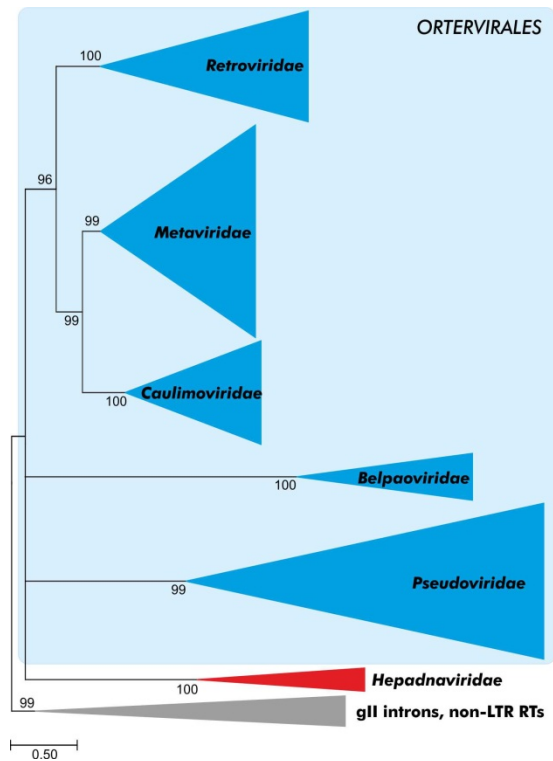 ORTERVIRALES
100
Retroviridae
96
99
Metaviridae
99
100
Caulimoviridae
100
Belpaoviridae
99
Pseudoviridae
100
Hepadnaviridae
99
gII introns, non-LTR RTs
0.50